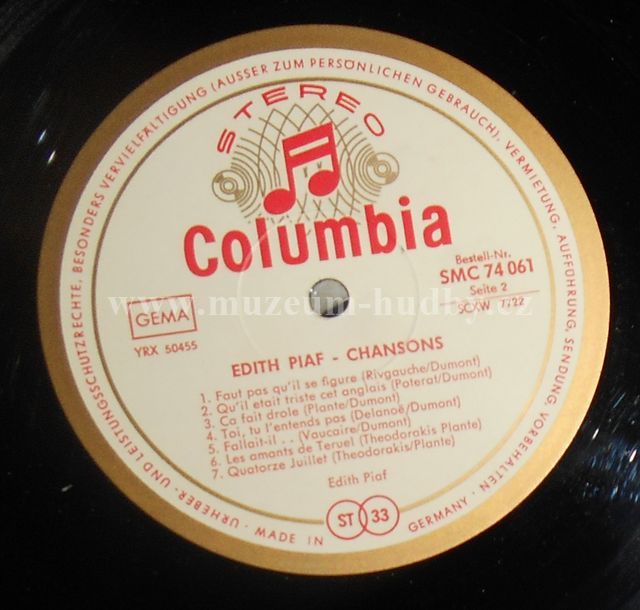 URHEBER- UND LEISTUNGSSCHUTZRECHTE, BESONDERS VERVIELFÄLTIGUNG (AUSSER ZUM PERSÖNLICHEN GEBRAUCH), VERMIETUNG, AUFFÜHRUNG, SENDUNG VORBEHALTEN ·
STEREO
Columbia
Bestell-Nr.
SMC 74 061
Seite 2
www.muzeum-hudby.cz
GEMA
YRX 50455
EDITH PIAF - CHANSONS
1. Faut pas qu'il se figure (Rivgauche/Dumont)
2. Qu'il etait triste cet anglais (Poterat/Dumont)
3. Ca fait drole (Plante/Dumont)
4. Toi, tu l'entends pas (Delanoë/Dumont)
5. Fallait-il . . (Vaucaire/Dumont)
6. Les amants de Teruel (Theodorakis Plante)
7. Quatorze Juillet (Theodorakis/Plante)
Edith Piaf
ST 33
MADE IN GERMANY ·